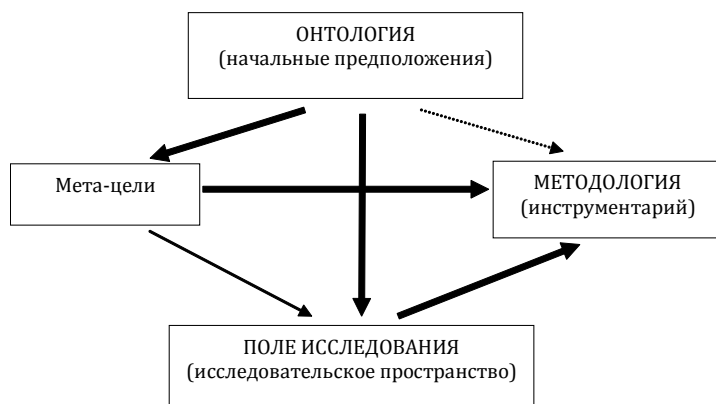 ОНТОЛОГИЯ
(начальные предположения)
Мета-цели
МЕТОДОЛОГИЯ
(инструментарий)
ПОЛЕ ИССЛЕДОВАНИЯ
(исследовательское пространство)